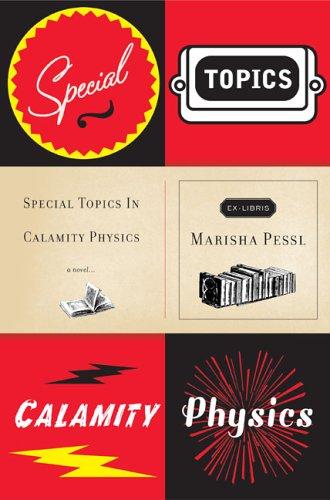 Special
TOPICS
SPECIAL TOPICS IN
CALAMITY PHYSICS
a novel...
EX-LIBRIS
MARISHA PESSL
CALAMITY
Physics